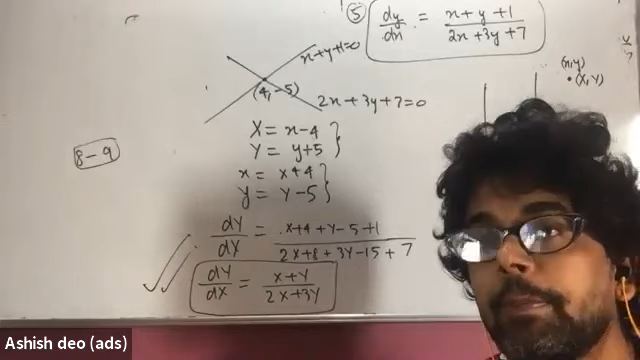 ⑤ dy/dx = x+y+1 / 2x+3y+7
x+y+1=0
(x,y)
(X,Y)
(4,-5)
2x+3y+7=0
X = x-4
Y = y+5
8-9
x = X+4
y = Y-5
dY/dX = X+4+Y-5+1 / 2X+8+3Y-15+7
dY/dX = X+Y / 2X+3Y
Ashish deo (ads)